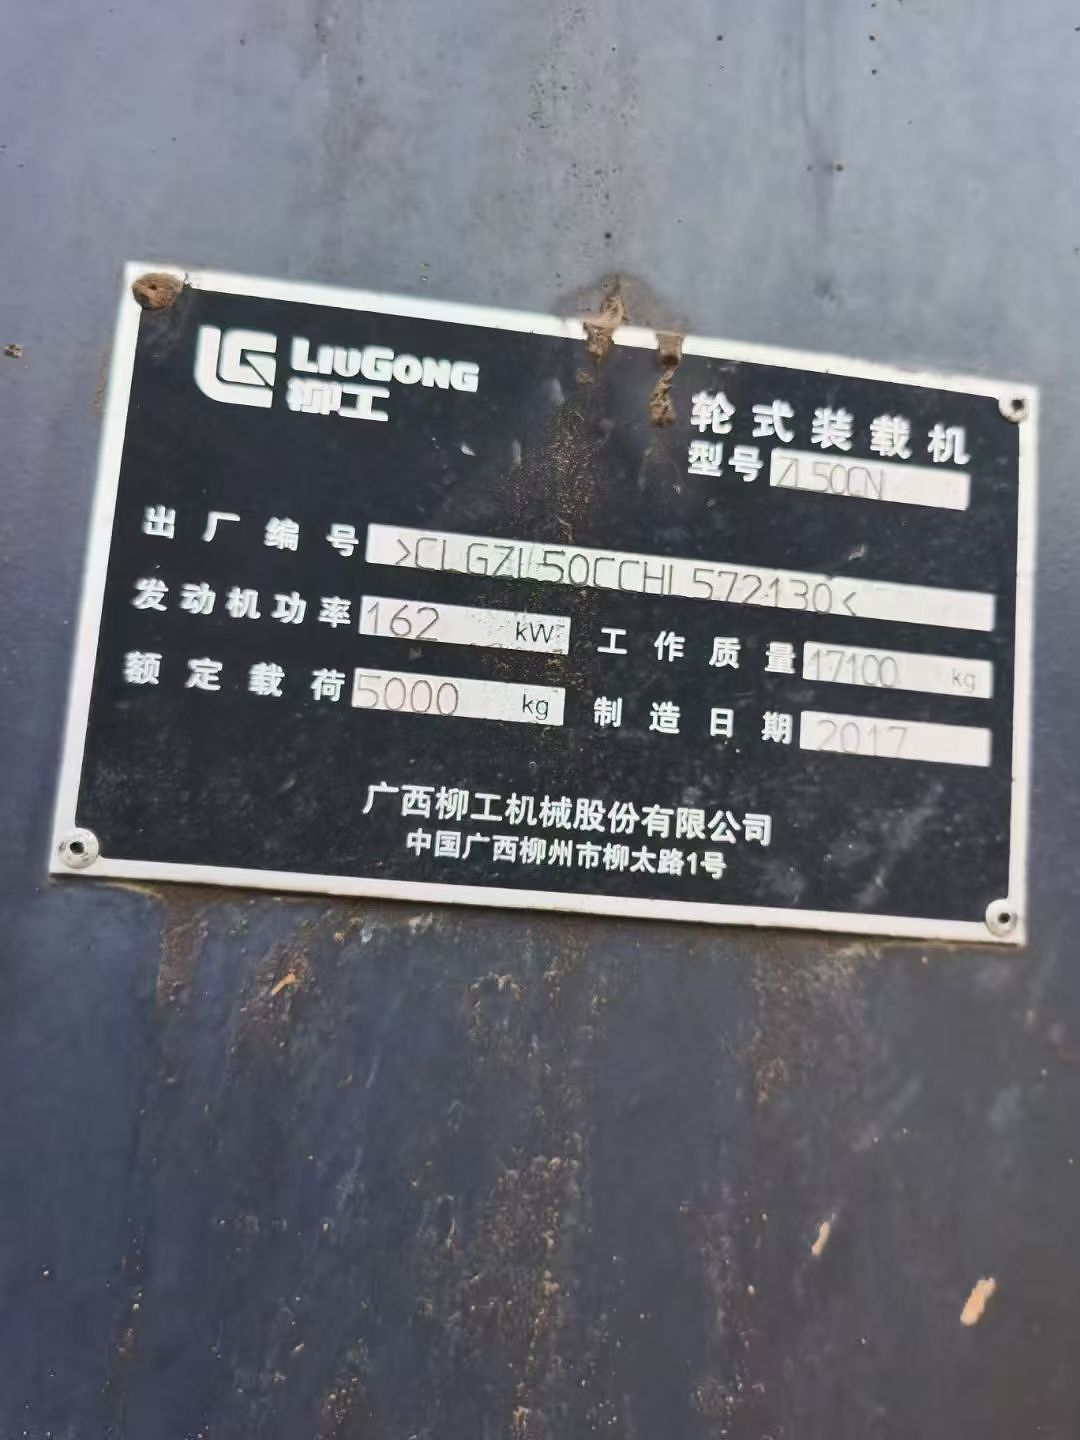 LIUGONG
柳工
轮式装载机
型号 ZL50CN
出厂编号 >CLGZL50CCHL572130<
发动机功率 162 kW 工作质量 17100 kg
额定载荷 5000 kg 制造日期 2017
广西柳工机械股份有限公司
中国广西柳州市柳太路1号